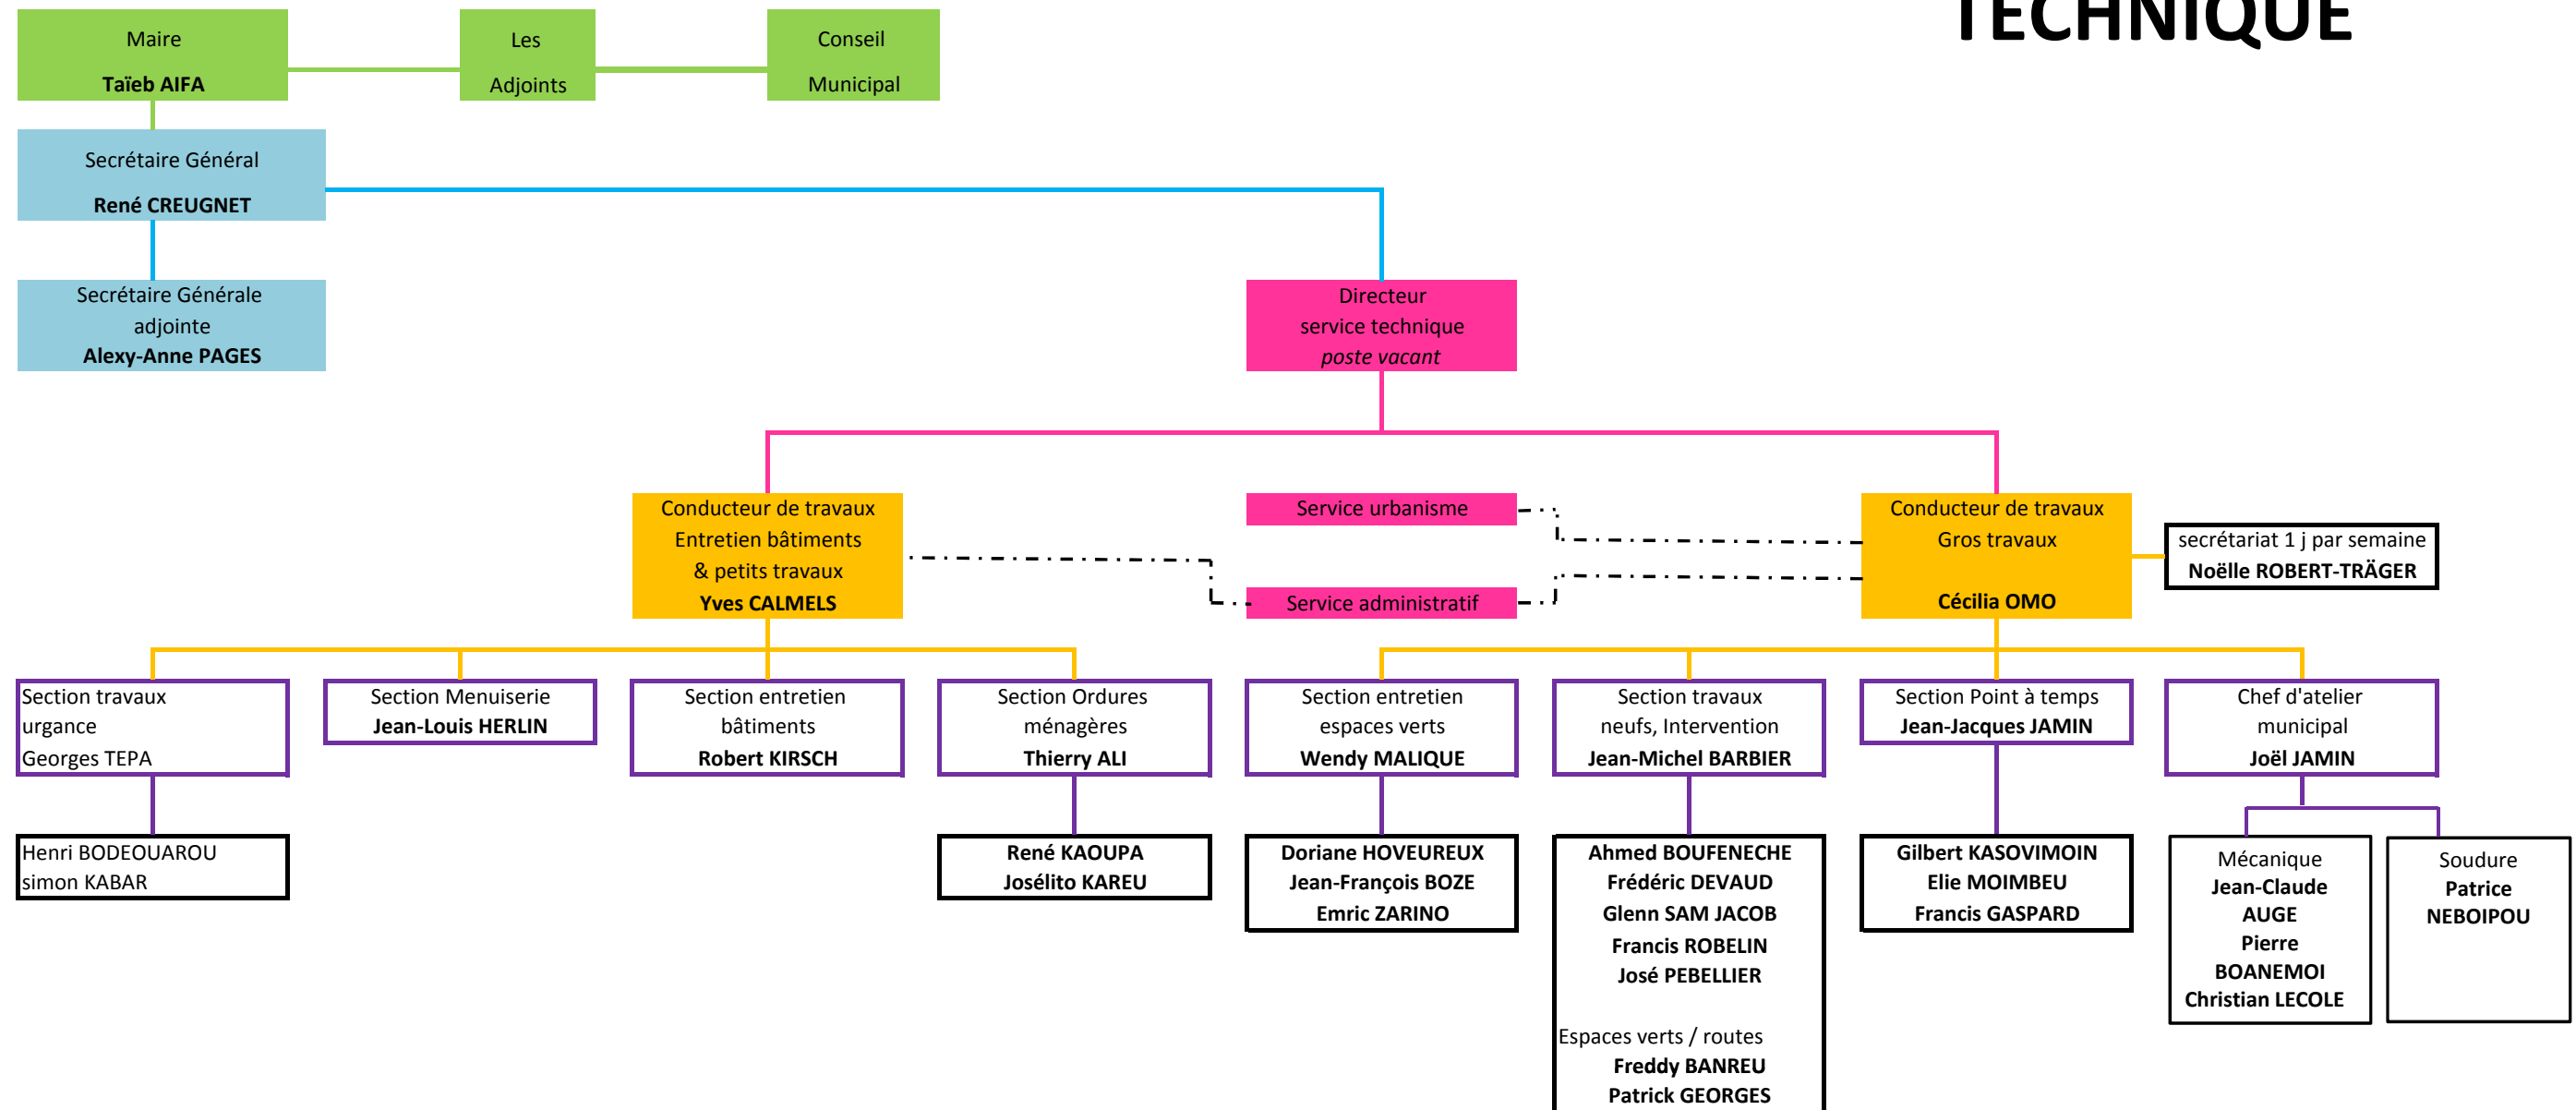 TECHNIQUE
Maire
Taïeb AIFA
Les
Adjoints
Conseil
Municipal
Secrétaire Général
René CREUGNET
Secrétaire Générale
adjointe
Alexy-Anne PAGES
Directeur
service technique
poste vacant
Conducteur de travaux
Entretien bâtiments
& petits travaux
Yves CALMELS
Service urbanisme
Service administratif
Conducteur de travaux
Gros travaux
Cécilia OMO
secrétariat 1 j par semaine
Noëlle ROBERT-TRÄGER
Section travaux
urgance
Georges TEPA
Section Menuiserie
Jean-Louis HERLIN
Section entretien
bâtiments
Robert KIRSCH
Section Ordures
ménagères
Thierry ALI
Section entretien
espaces verts
Wendy MALIQUE
Section travaux
neufs, Intervention
Jean-Michel BARBIER
Section Point à temps
Jean-Jacques JAMIN
Chef d'atelier
municipal
Joël JAMIN
Henri BODEOUAROU
simon KABAR
René KAOUPA
Josélito KAREU
Doriane HOVEUREUX
Jean-François BOZE
Emric ZARINO
Ahmed BOUFENECHE
Frédéric DEVAUD
Glenn SAM JACOB
Francis ROBELIN
José PEBELLIER
Espaces verts / routes
Freddy BANREU
Patrick GEORGES
Gilbert KASOVIMOIN
Elie MOIMBEU
Francis GASPARD
Mécanique
Jean-Claude
AUGE
Pierre
BOANEMOI
Christian LECOLE
Soudure
Patrice
NEBOIPOU